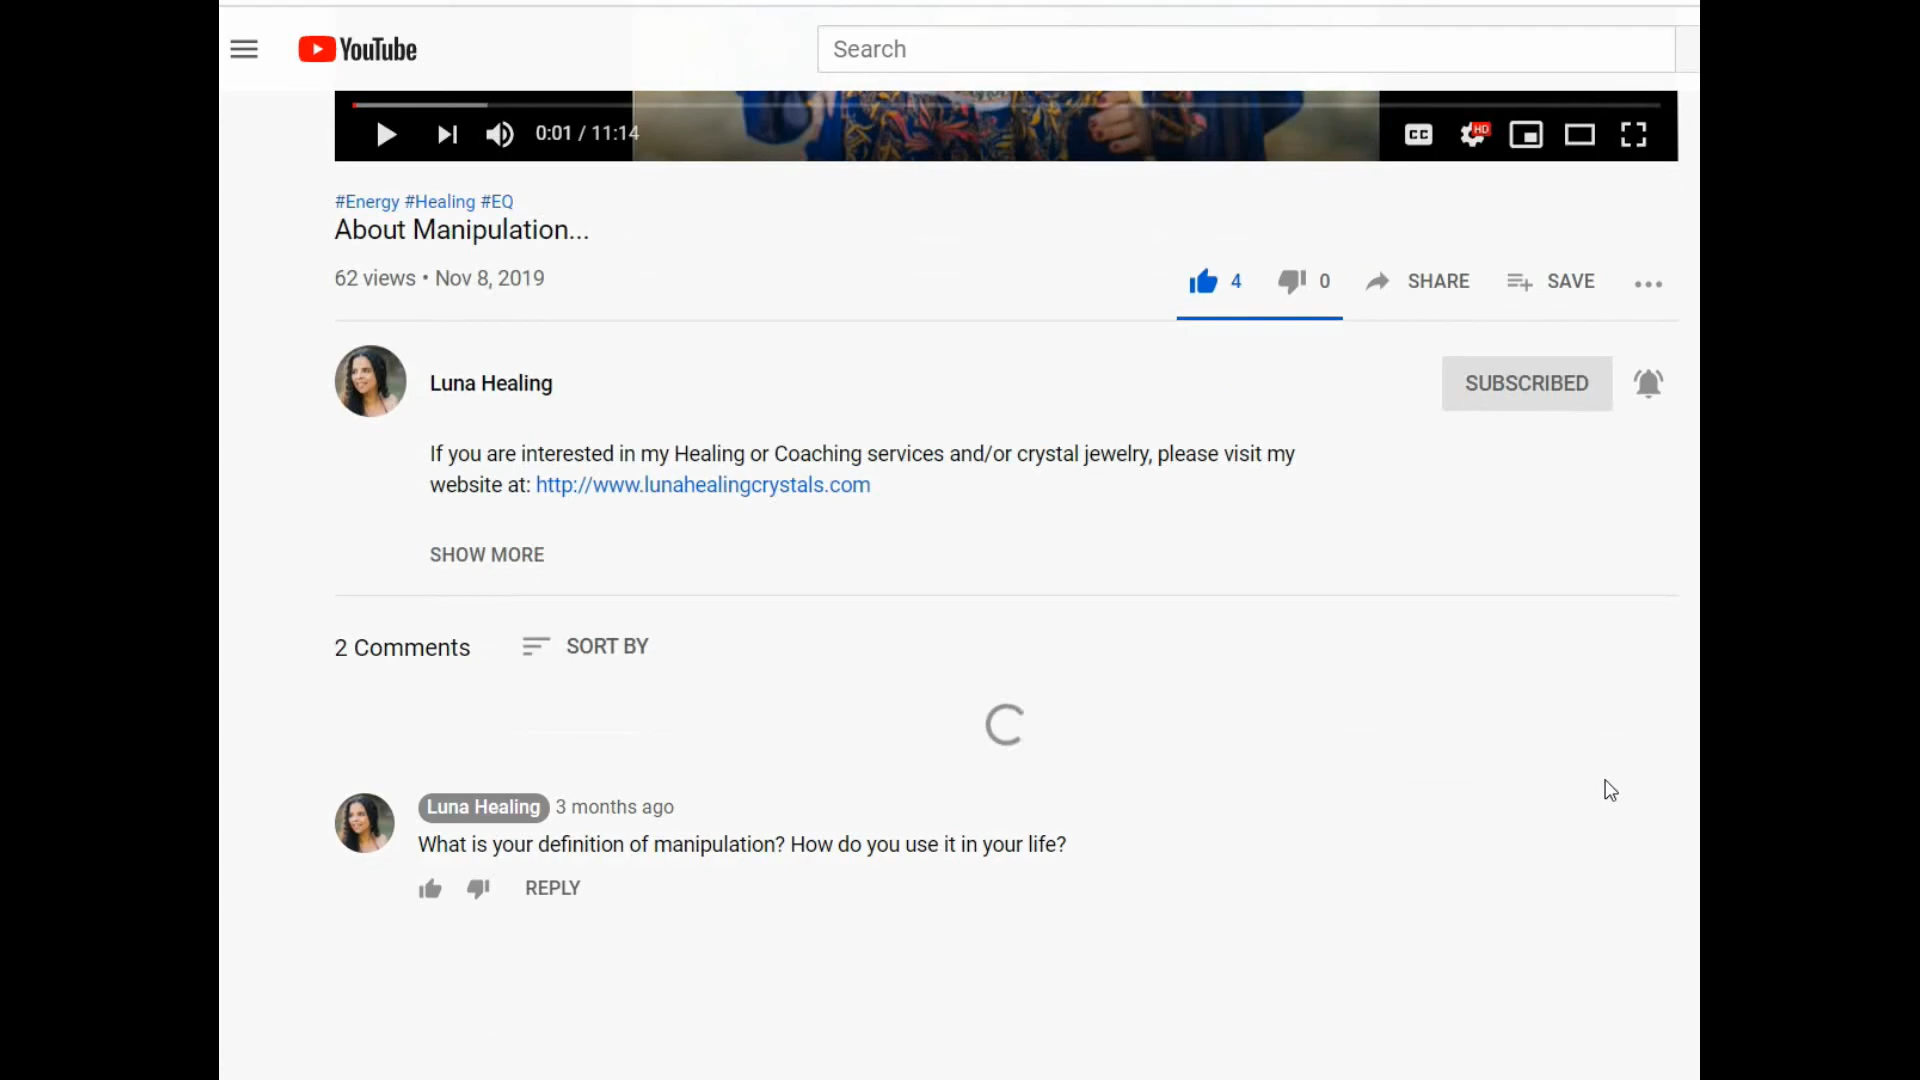 YouTube
Search
0:01 / 11:14
CC
HD
#Energy #Healing #EQ
About Manipulation...
62 views • Nov 8, 2019
4
0
SHARE
SAVE
Luna Healing
SUBSCRIBED
If you are interested in my Healing or Coaching services and/or crystal jewelry, please visit my
website at: http://www.lunahealingcrystals.com
SHOW MORE
2 Comments
SORT BY
Luna Healing 3 months ago
What is your definition of manipulation? How do you use it in your life?
REPLY